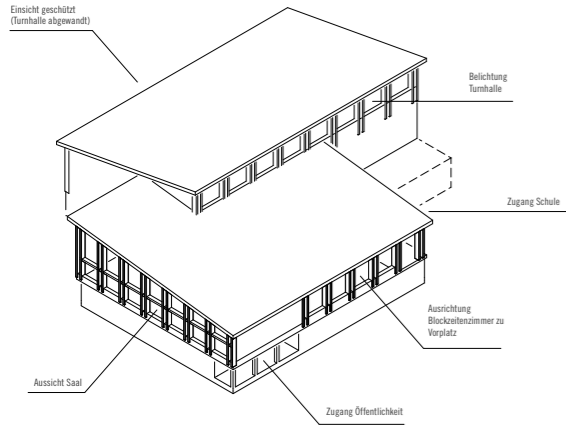 Einsicht geschützt
(Turnhalle abgewandt)
Belichtung
Turnhalle
Zugang Schule
Ausrichtung
Blockzeitenzimmer zu
Vorplatz
Aussicht Saal
Zugang Öffentlichkeit